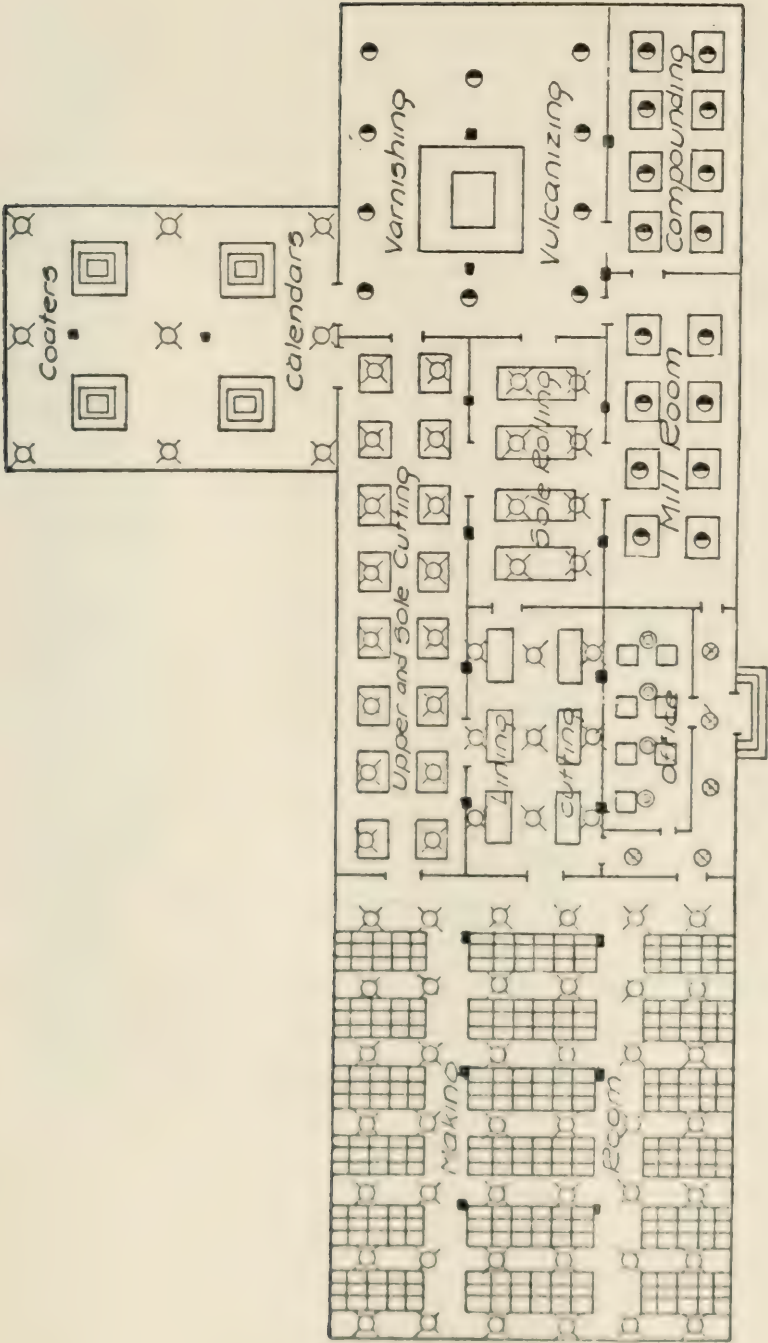 Coaters
Calendars
Varnishing
Vulcanizing
Compounding
Upper and Sole Cutting
Sole Rolling
Mill Room
Lining
Cutting
Office
Making
Room